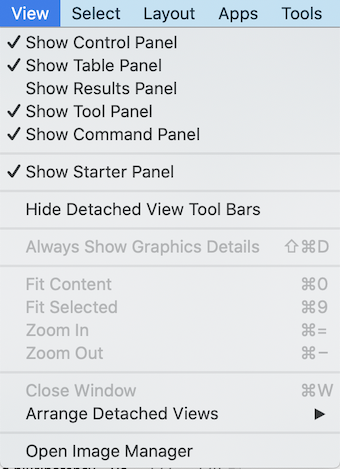 View Select Layout Apps Tools
✓ Show Control Panel
✓ Show Table Panel
Show Results Panel
✓ Show Tool Panel
✓ Show Command Panel
✓ Show Starter Panel
Hide Detached View Tool Bars
Always Show Graphics Details ⇧⌘D
Fit Content ⌘0
Fit Selected ⌘9
Zoom In ⌘=
Zoom Out ⌘−
Close Window ⌘W
Arrange Detached Views ▶
Open Image Manager